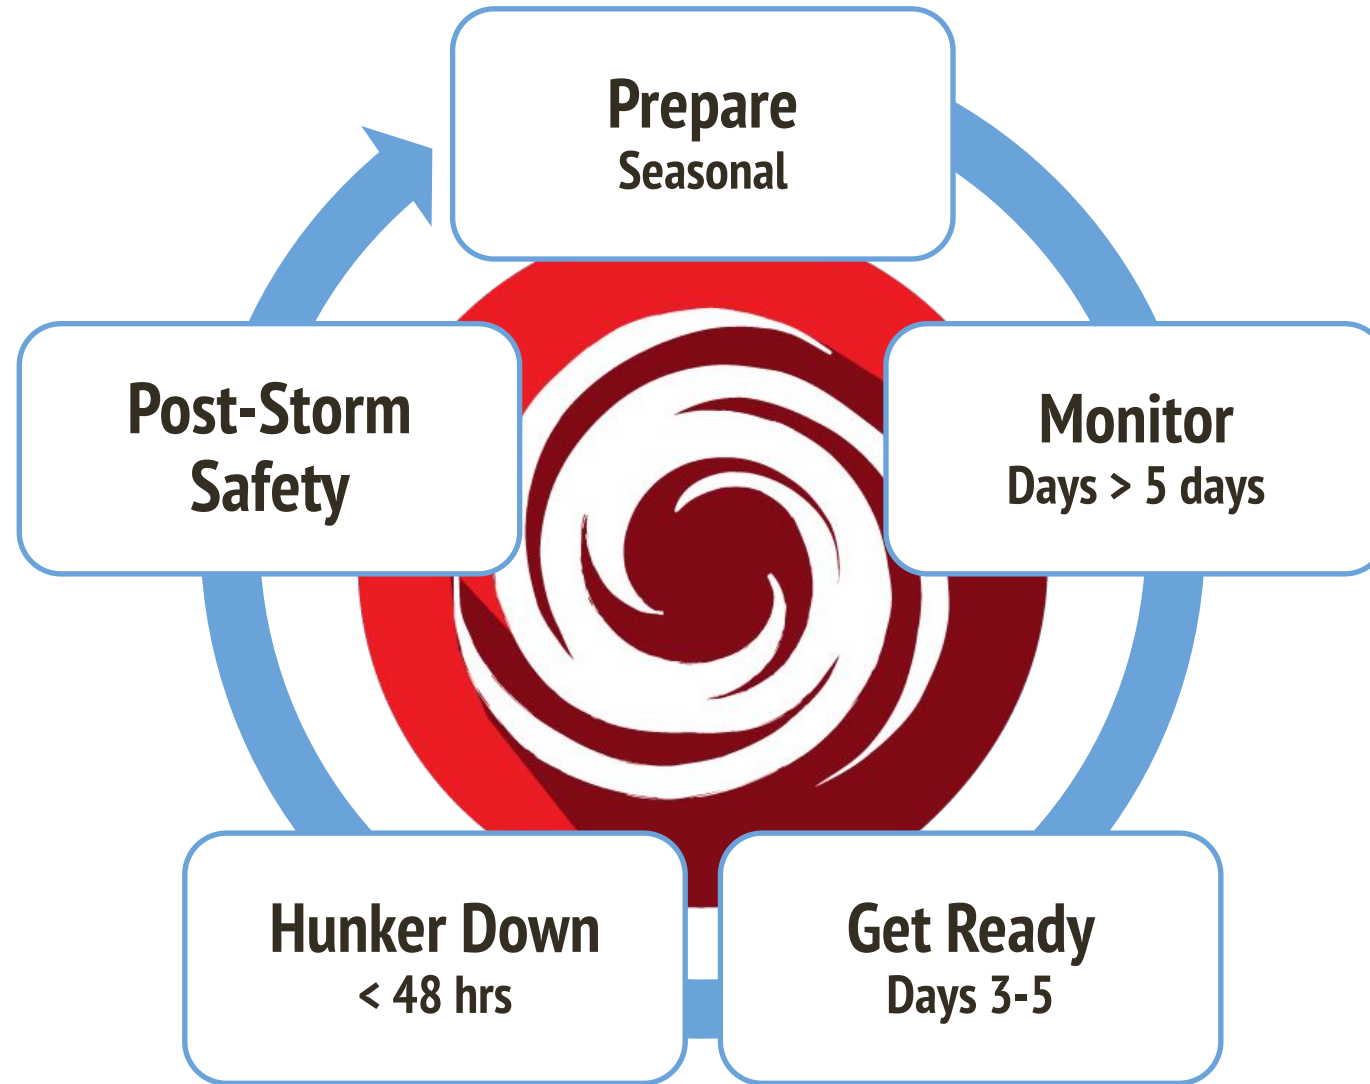 Prepare
Seasonal
Monitor
Days > 5 days
Get Ready
Days 3-5
Hunker Down
< 48 hrs
Post-Storm
Safety